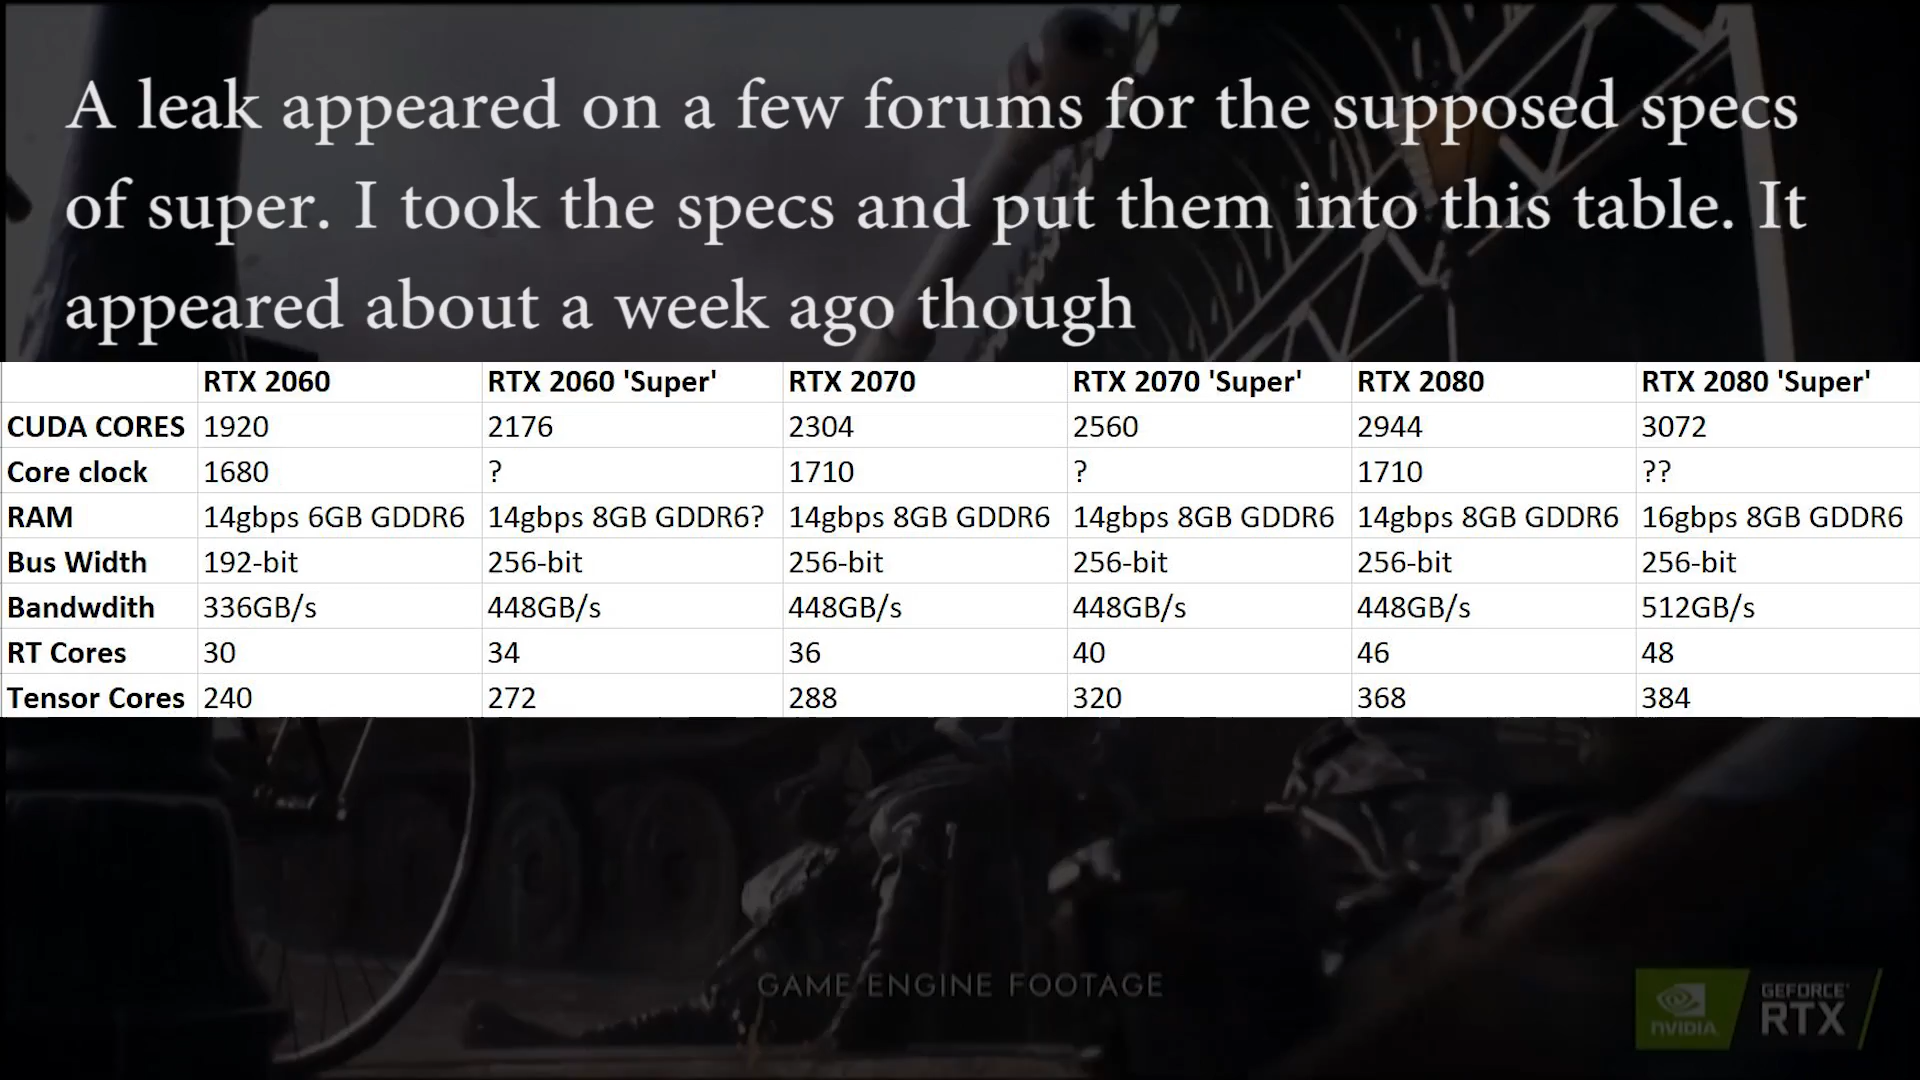 A leak appeared on a few forums for the supposed specs
of super. I took the specs and put them into this table. It
appeared about a week ago though
RTX 2060 RTX 2060 'Super' RTX 2070 RTX 2070 'Super' RTX 2080 RTX 2080 'Super'
CUDA CORES 1920 2176 2304 2560 2944 3072
Core clock 1680 ? 1710 ? 1710 ??
RAM 14gbps 6GB GDDR6 14gbps 8GB GDDR6? 14gbps 8GB GDDR6 14gbps 8GB GDDR6 14gbps 8GB GDDR6 16gbps 8GB GDDR6
Bus Width 192-bit 256-bit 256-bit 256-bit 256-bit 256-bit
Bandwdith 336GB/s 448GB/s 448GB/s 448GB/s 448GB/s 512GB/s
RT Cores 30 34 36 40 46 48
Tensor Cores 240 272 288 320 368 384
GAME ENGINE FOOTAGE
NVIDIA
GEFORCE
RTX